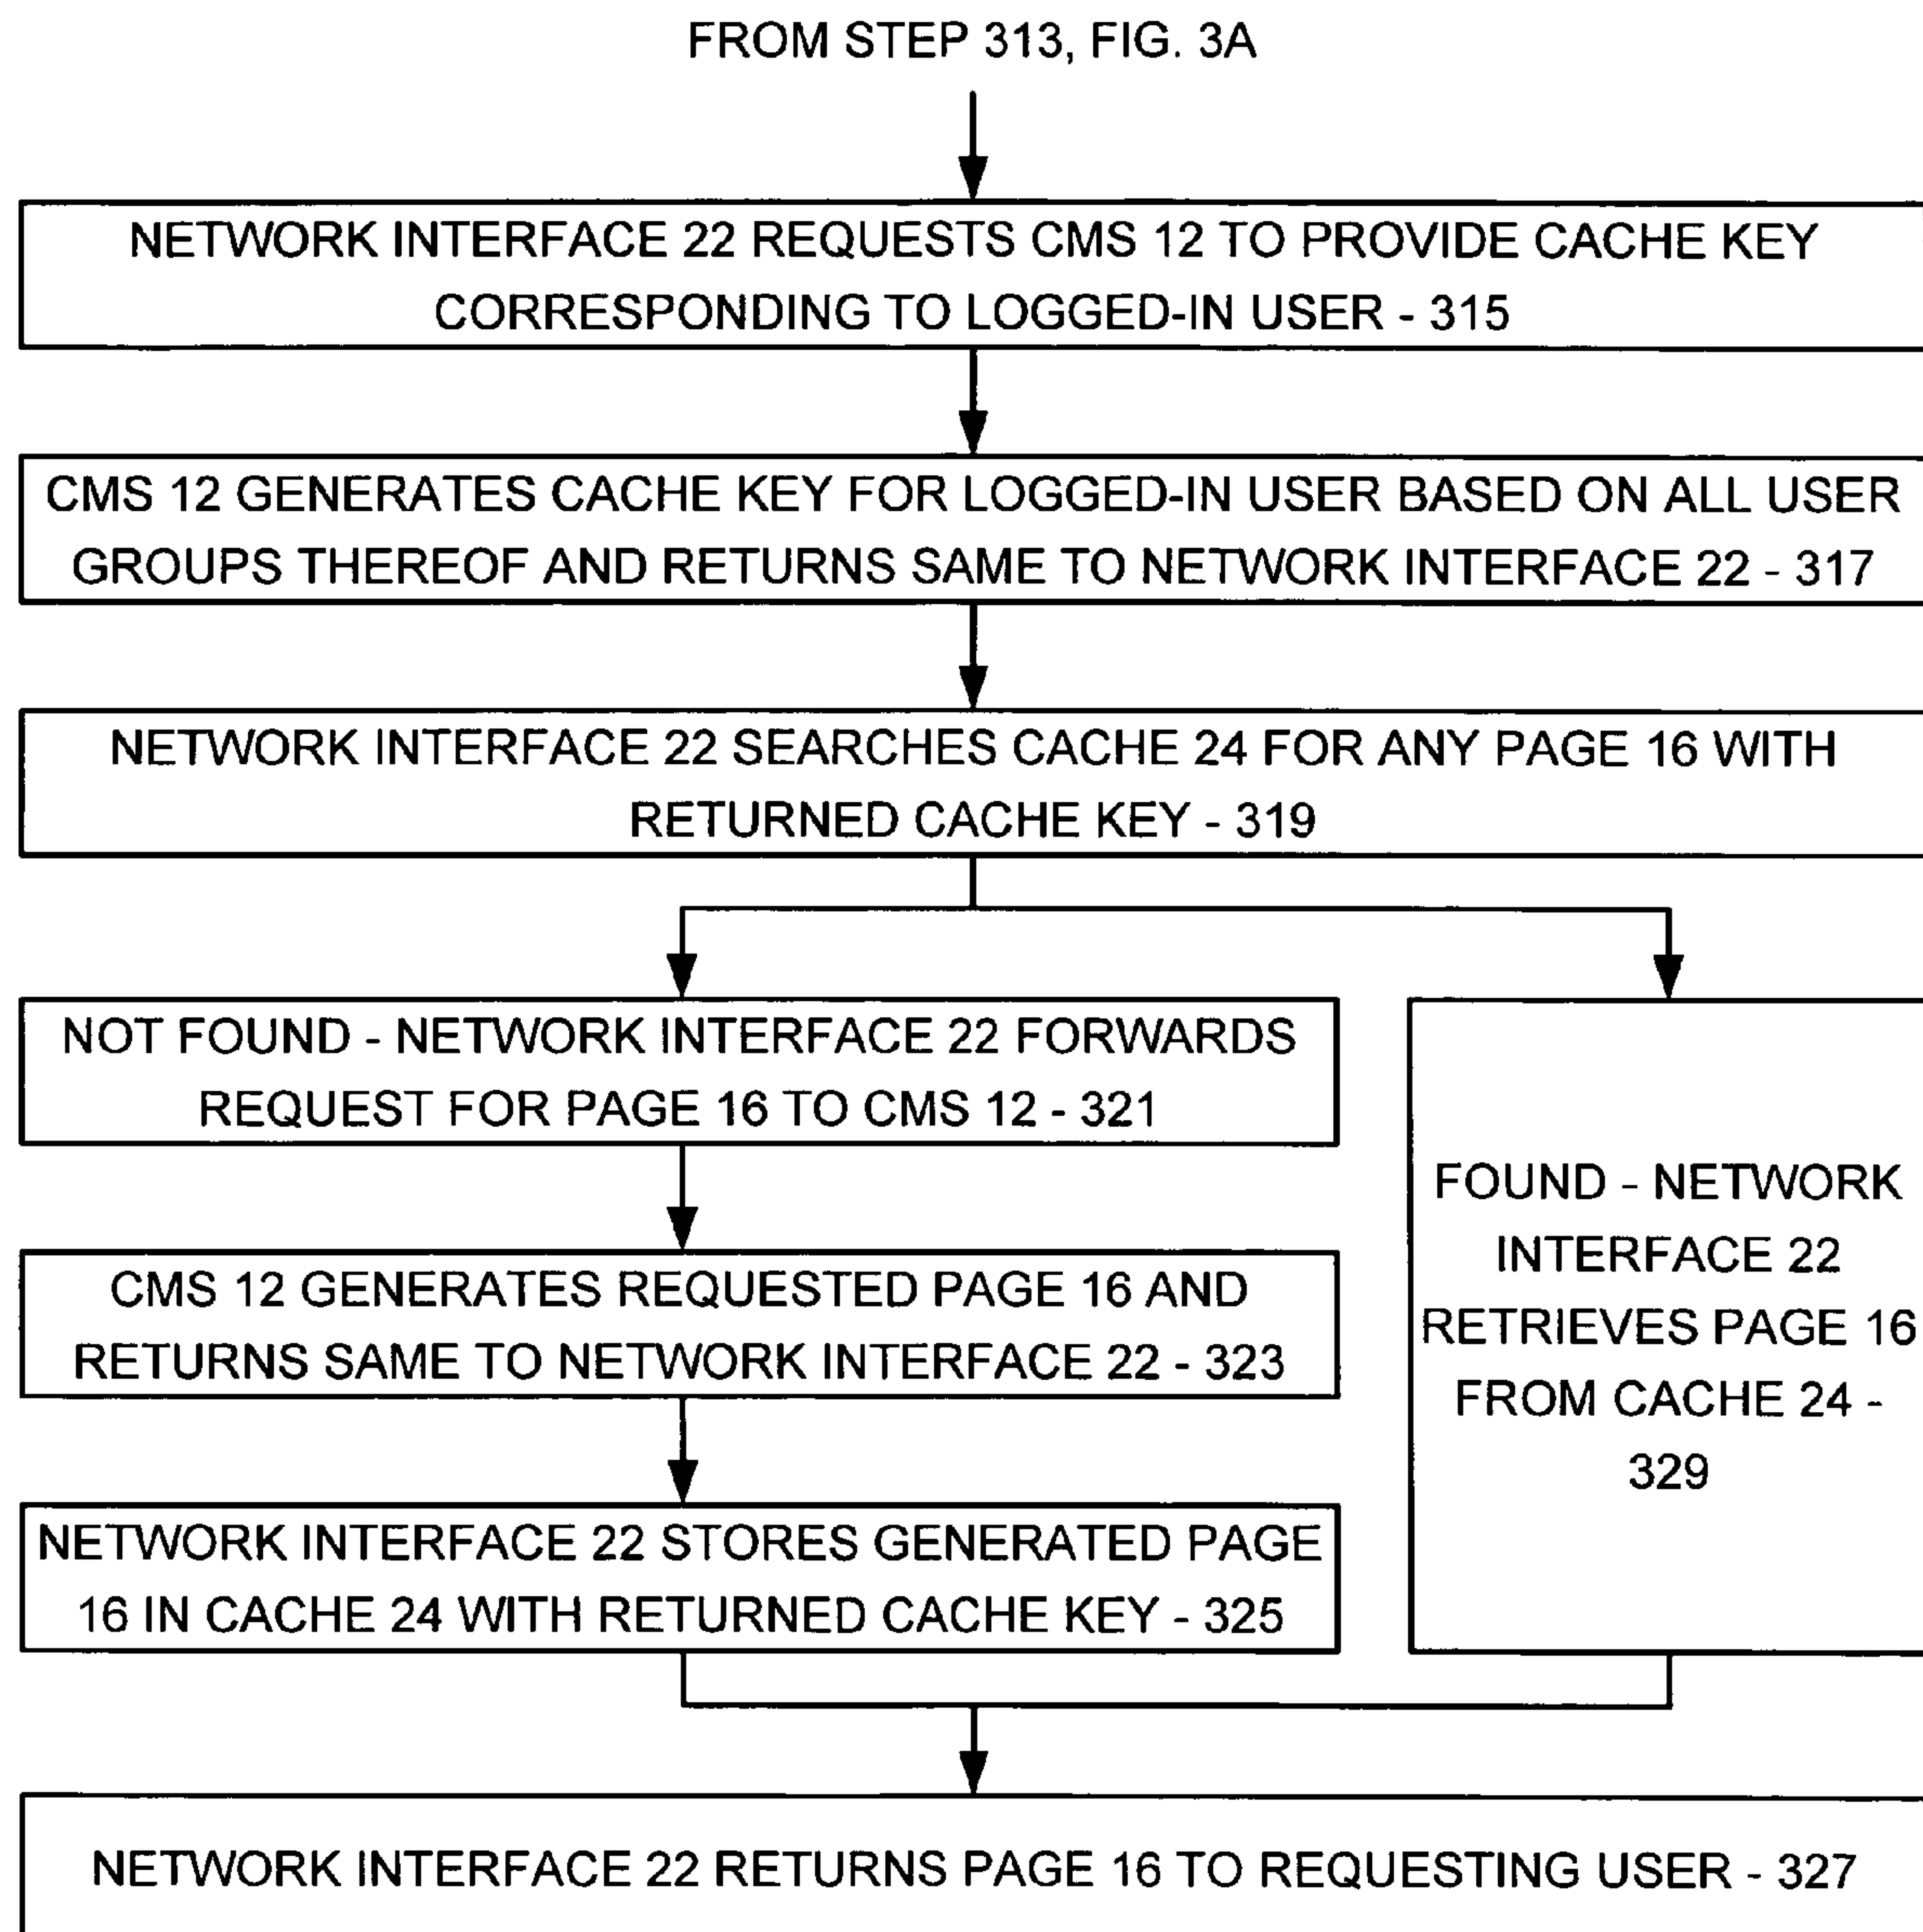 FROM STEP 313, FIG. 3A
NETWORK INTERFACE 22 REQUESTS CMS 12 TO PROVIDE CACHE KEY
CORRESPONDING TO LOGGED-IN USER - 315
CMS 12 GENERATES CACHE KEY FOR LOGGED-IN USER BASED ON ALL USER
GROUPS THEREOF AND RETURNS SAME TO NETWORK INTERFACE 22 - 317
NETWORK INTERFACE 22 SEARCHES CACHE 24 FOR ANY PAGE 16 WITH
RETURNED CACHE KEY - 319
NOT FOUND - NETWORK INTERFACE 22 FORWARDS
REQUEST FOR PAGE 16 TO CMS 12 - 321
CMS 12 GENERATES REQUESTED PAGE 16 AND
RETURNS SAME TO NETWORK INTERFACE 22 - 323
NETWORK INTERFACE 22 STORES GENERATED PAGE
16 IN CACHE 24 WITH RETURNED CACHE KEY - 325
FOUND - NETWORK
INTERFACE 22
RETRIEVES PAGE 16
FROM CACHE 24 -
329
NETWORK INTERFACE 22 RETURNS PAGE 16 TO REQUESTING USER - 327